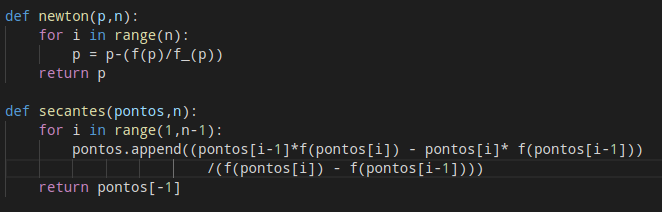 def newton(p,n):
    for i in range(n):
        p = p-(f(p)/f_(p))
    return p

def secantes(pontos,n):
    for i in range(1,n-1):
        pontos.append((pontos[i-1]*f(pontos[i]) - pontos[i]* f(pontos[i-1]))
                        /(f(pontos[i]) - f(pontos[i-1])))
    return pontos[-1]